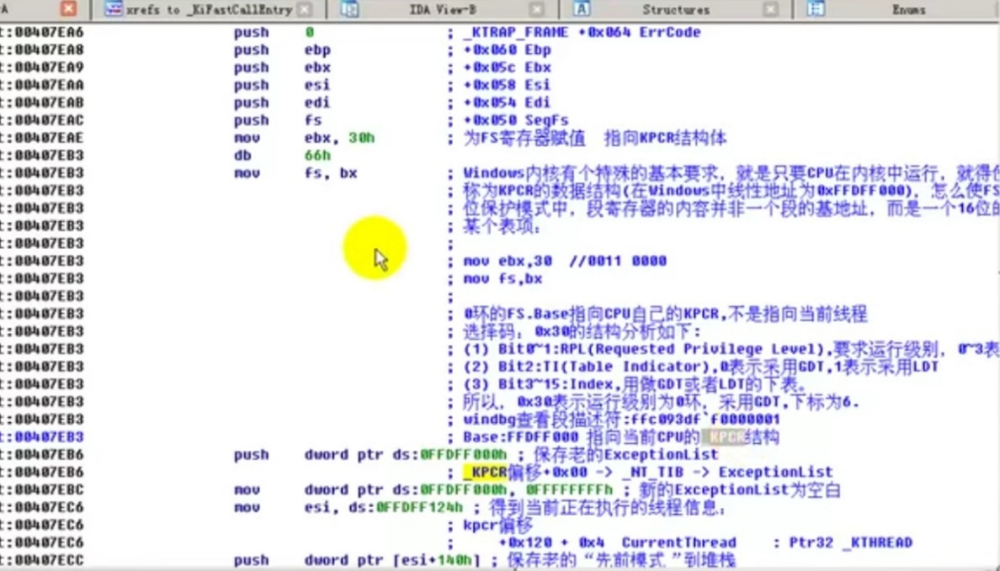 A xrefs to _KiFastCallEntry IDA View-B Structures Enums
t:00407EA6 push 0 ; _KTRAP_FRAME +0x064 ErrCode
t:00407EA8 push ebp ; +0x060 Ebp
t:00407EA9 push ebx ; +0x05c Ebx
t:00407EAA push esi ; +0x058 Esi
t:00407EAB push edi ; +0x054 Edi
t:00407EAC push fs ; +0x050 SegFs
t:00407EAE mov ebx, 30h ; 为FS寄存器赋值 指向KPCR结构体
t:00407EB3 db 66h
t:00407EB3 mov fs, bx ; Windows内核有个特殊的基本要求，就是只要CPU在内核中运行，就得
t:00407EB3 ; 称为KPCR的数据结构(在Windows中线性地址为0xFFDFF000)，怎么使FS
t:00407EB3 ; 位保护模式中，段寄存器的内容并非一个段的基地址，而是一个16位的
t:00407EB3 ; 某个表项：
t:00407EB3 ;
t:00407EB3 ; mov ebx,30 //0011 0000
t:00407EB3 ; mov fs,bx
t:00407EB3 ;
t:00407EB3 ; 0环的FS.Base指向CPU自己的KPCR,不是指向当前线程
t:00407EB3 ; 选择码：0x30的结构分析如下：
t:00407EB3 ; (1) Bit0~1:RPL(Requested Privilege Level),要求运行级别，0~3表
t:00407EB3 ; (2) Bit2:TI(Table Indicator),0表示采用GDT,1表示采用LDT
t:00407EB3 ; (3) Bit3~15:Index,用做GDT或者LDT的下表。
t:00407EB3 ; 所以，0x30表示运行级别为0环，采用GDT,下标为6.
t:00407EB3 ; windbg查看段描述符:ffc093df`f0000001
t:00407EB3 ; Base:FFDFF000 指向当前CPU的_KPCR结构
t:00407EB6 push dword ptr ds:0FFDFF000h ; 保存老的ExceptionList
t:00407EB6 ; _KPCR偏移+0x00 -> _NT_TIB -> ExceptionList
t:00407EBC mov dword ptr ds:0FFDFF000h, 0FFFFFFFFh ; 新的ExceptionList为空白
t:00407EC6 mov esi, ds:0FFDFF124h ; 得到当前正在执行的线程信息：
t:00407EC6 ; kpcr偏移
t:00407EC6 ; +0x120 + 0x4 CurrentThread : Ptr32 _KTHREAD
t:00407ECC push dword ptr [esi+140h] ; 保存老的“先前模式”到堆栈